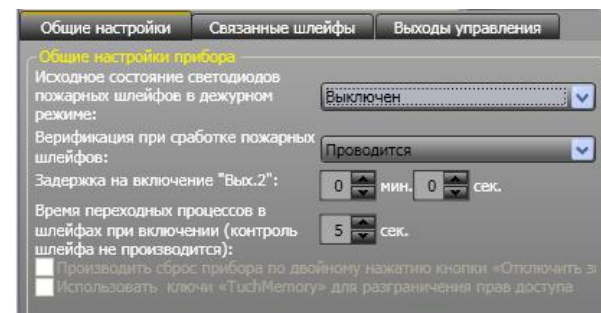 Общие настройки
Связанные шлейфы
Выходы управления
Общие настройки прибора
Исходное состояние светодиодов
пожарных шлейфов в дежурном
режиме:
Выключен
Верификация при сработке пожарных
шлейфов:
Проводится
Задержка на включение "Вых.2":
0 мин. 0 сек.
Время переходных процессов в
шлейфах при включении (контроль
шлейфа не производится):
5 сек.
Производить сброс прибора по двойному нажатию кнопки «Отключить
Использовать ключи «TuchMemory» для разграничения прав доступа